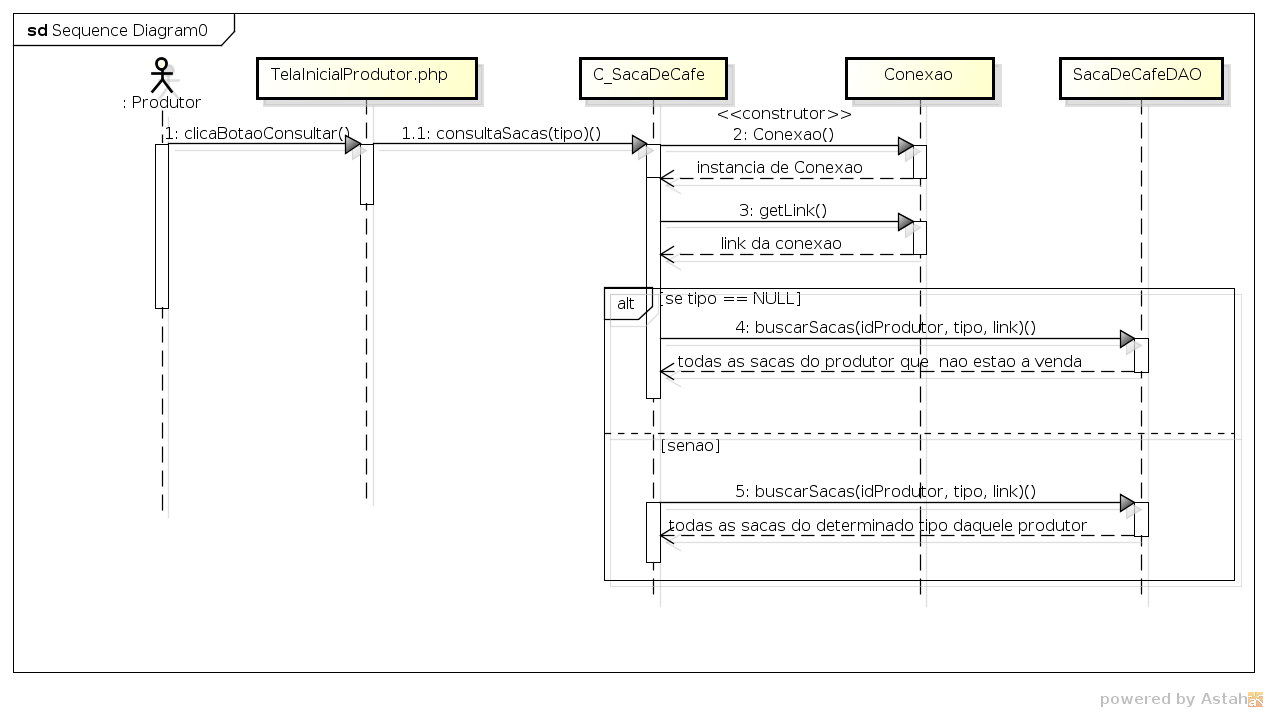 sd Sequence Diagram0
: Produtor
TelaInicialProdutor.php
C_SacaDeCafe
Conexao
SacaDeCafeDAO
<<construtor>>
1: clicaBotaoConsultar()
1.1: consultaSacas(tipo)()
2: Conexao()
instancia de Conexao
3: getLink()
link da conexao
alt
[se tipo == NULL]
4: buscarSacas(idProdutor, tipo, link)()
todas as sacas do produtor que  nao estao a venda
[senao]
5: buscarSacas(idProdutor, tipo, link)()
todas as sacas do determinado tipo daquele produtor
powered by Astah